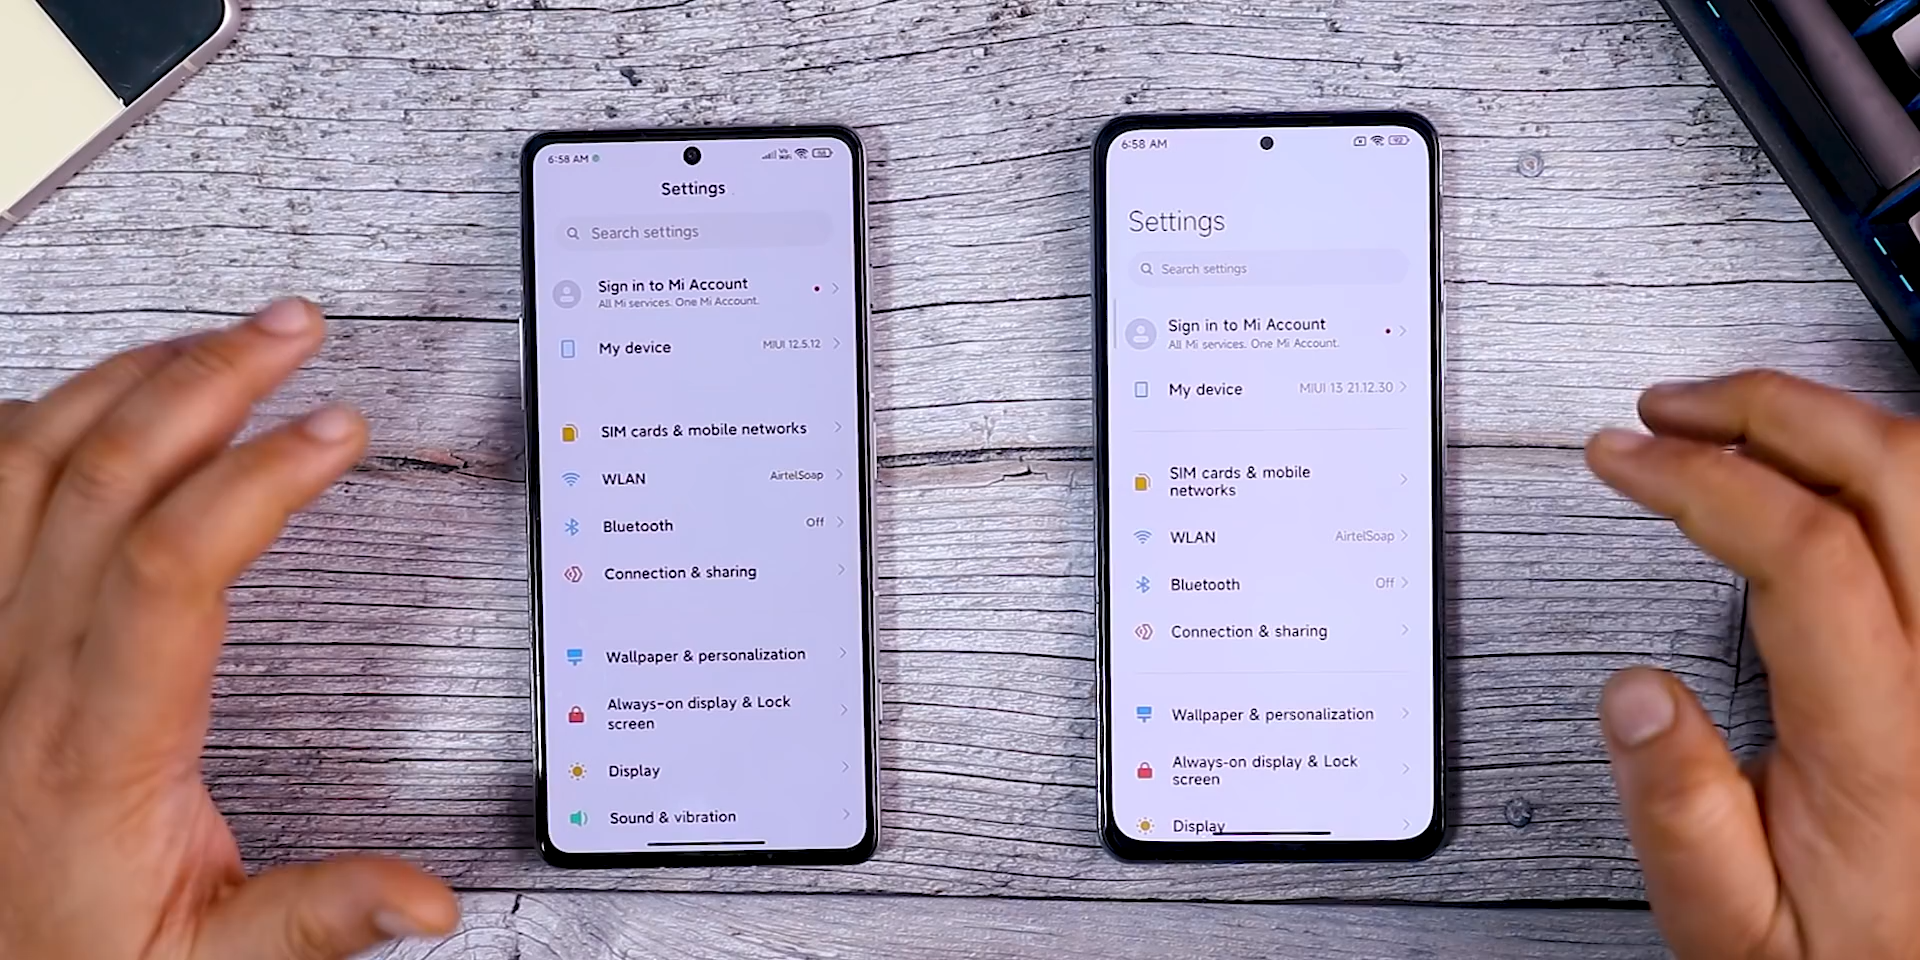 6:58 AM
Settings
Search settings
Sign in to Mi Account
All Mi services. One Mi Account.
My device
MIUI 12.5.12
SIM cards & mobile networks
WLAN
AirtelSoap
Bluetooth
Off
Connection & sharing
Wallpaper & personalization
Always-on display & Lock
screen
Display
Sound & vibration
6:58 AM
Settings
Search settings
Sign in to Mi Account
All Mi services. One Mi Account.
My device
MIUI 13 21.12.30
SIM cards & mobile
networks
WLAN
AirtelSoap
Bluetooth
Off
Connection & sharing
Wallpaper & personalization
Always-on display & Lock
screen
Display